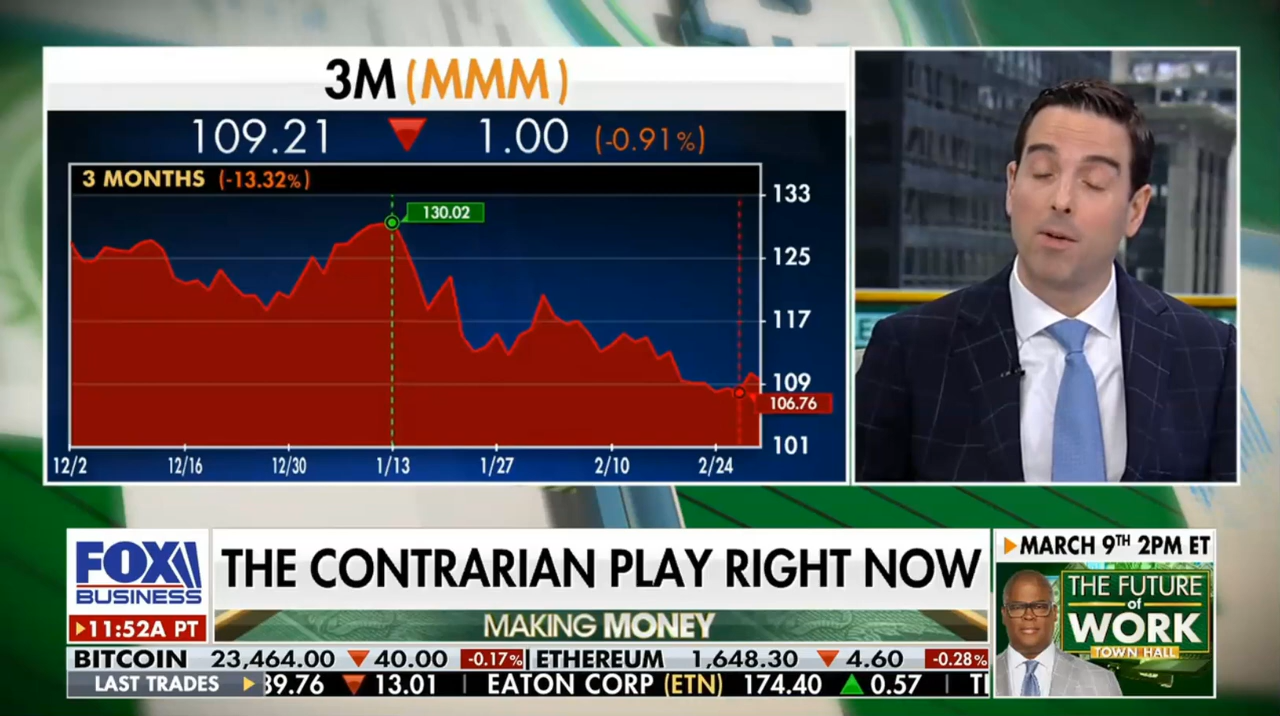 3M (MMM)
109.21 ▼ 1.00 (-0.91%)
3 MONTHS (-13.32%)
130.02
133
125
117
109
106.76
101
12/2 12/16 12/30 1/13 1/27 2/10 2/24
FOX BUSINESS
11:52A PT
THE CONTRARIAN PLAY RIGHT NOW
MAKING MONEY
MARCH 9TH 2PM ET
THE FUTURE
of
WORK
TOWN HALL
BITCOIN 23,464.00 ▼ 40.00 -0.17% ETHEREUM 1,648.30 ▼ 4.60 -0.28%
LAST TRADES 39.76 ▼ 13.01 | EATON CORP (ETN) 174.40 ▲ 0.57 |